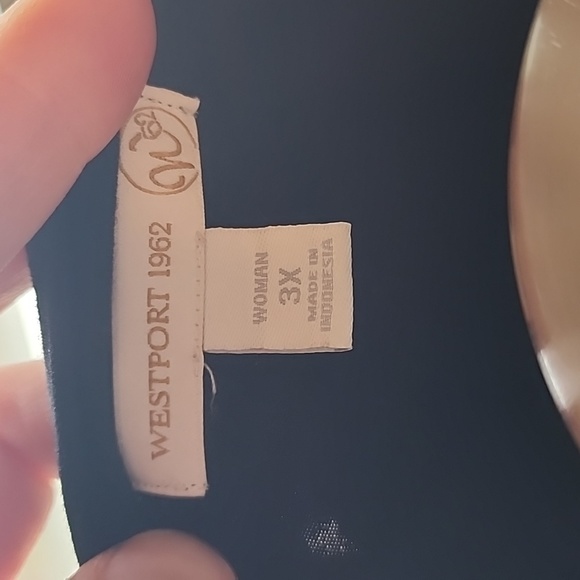 WESTPORT 1962
WOMAN
3X
MADE IN
INDONESIA